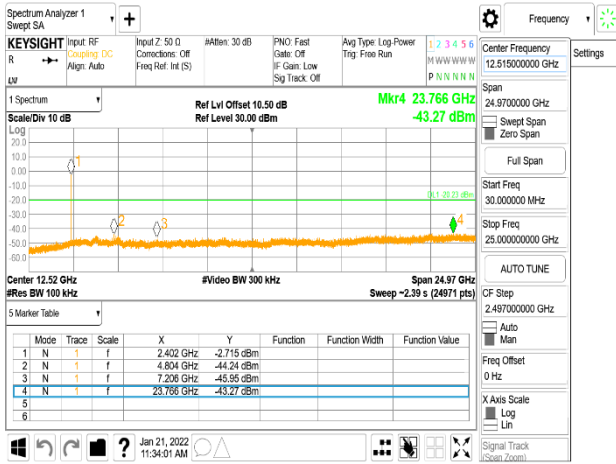 Spectrum Analyzer 1
Swept SA
+
Frequency
Settings
KEYSIGHT
R
Input: RF
Coupling: DC
Align: Auto
Input Z: 50 Ω
Corrections: Off
Freq Ref: Int (S)
#Atten: 30 dB
PNO: Fast
Gate: Off
IF Gain: Low
Sig Track: Off
Avg Type: Log-Power
Trig: Free Run
1 2 3 4 5 6
M W W W W W
P N N N N N
1 Spectrum
Scale/Div 10 dB
Ref Lvl Offset 10.50 dB
Ref Level 30.00 dBm
Mkr4 23.766 GHz
-43.27 dBm
Log
20.0
10.0
0.00
-10.0
-20.0
-30.0
-40.0
-50.0
-60.0
1
2
3
4
DL1 -20.23 dBm
Center 12.52 GHz
#Res BW 100 kHz
#Video BW 300 kHz
Span 24.97 GHz
Sweep ~2.39 s (24971 pts)
5 Marker Table
Mode Trace Scale X Y Function Function Width Function Value
1 N 1 f 2.402 GHz -2.715 dBm
2 N 1 f 4.804 GHz -44.24 dBm
3 N 1 f 7.206 GHz -45.95 dBm
4 N 1 f 23.766 GHz -43.27 dBm
5
6
Center Frequency
12.515000000 GHz
Span
24.9700000 GHz
Swept Span
Zero Span
Full Span
Start Freq
30.000000 MHz
Stop Freq
25.000000000 GHz
AUTO TUNE
CF Step
2.497000000 GHz
Auto
Man
Freq Offset
0 Hz
X Axis Scale
Log
Lin
Signal Track
(Span Zoom)
?
Jan 21, 2022
11:34:01 AM